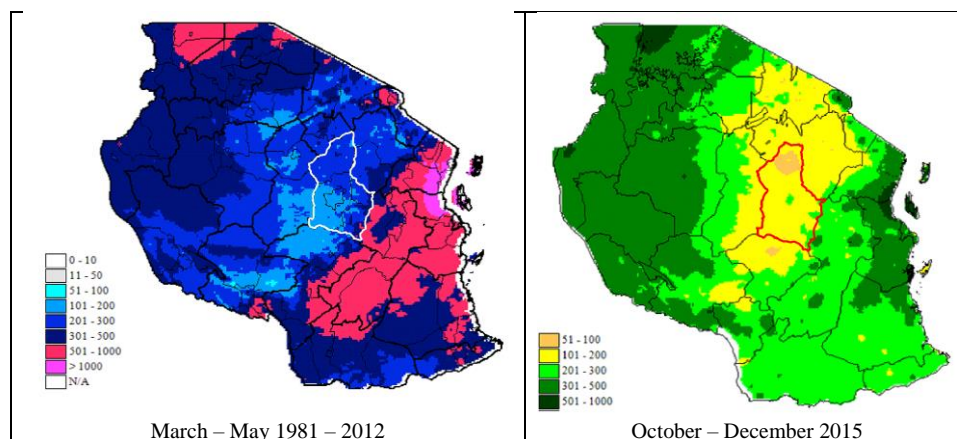 0 - 10
11 - 50
51 - 100
101 - 200
201 - 300
301 - 500
501 - 1000
> 1000
N/A
March – May 1981 – 2012
51 - 100
101 - 200
201 - 300
301 - 500
501 - 1000
October – December 2015